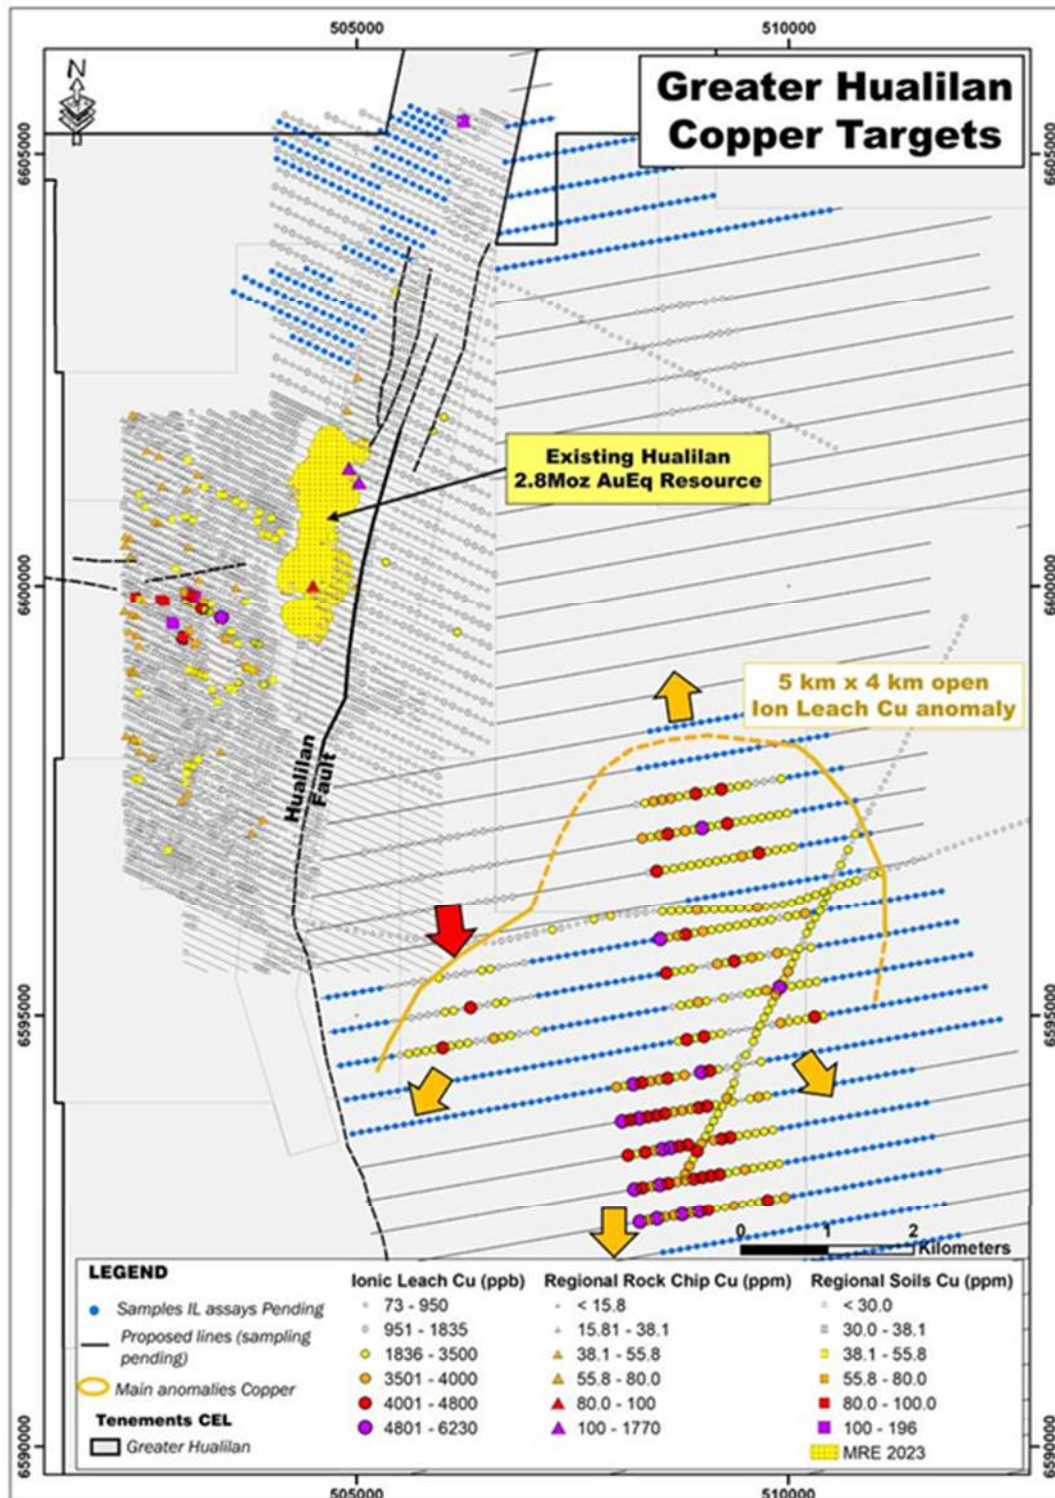 505000
510000
N
Greater Hualilan
Copper Targets
6605000
6605000
Existing Hualilan
2.8Moz AuEq Resource
6600000
6600000
5 km x 4 km open
Ion Leach Cu anomaly
Hualilan
Fault
6595000
6595000
0 1 2
Kilometers
LEGEND
Samples IL assays Pending
Proposed lines (sampling
pending)
Main anomalies Copper
Tenements CEL
Greater Hualilan
Ionic Leach Cu (ppb)
73 - 950
951 - 1835
1836 - 3500
3501 - 4000
4001 - 4800
4801 - 6230
Regional Rock Chip Cu (ppm)
< 15.8
15.81 - 38.1
38.1 - 55.8
55.8 - 80.0
80.0 - 100
100 - 1770
Regional Soils Cu (ppm)
< 30.0
30.0 - 38.1
38.1 - 55.8
55.8 - 80.0
80.0 - 100.0
100 - 196
MRE 2023
6590000
6590000
505000
510000